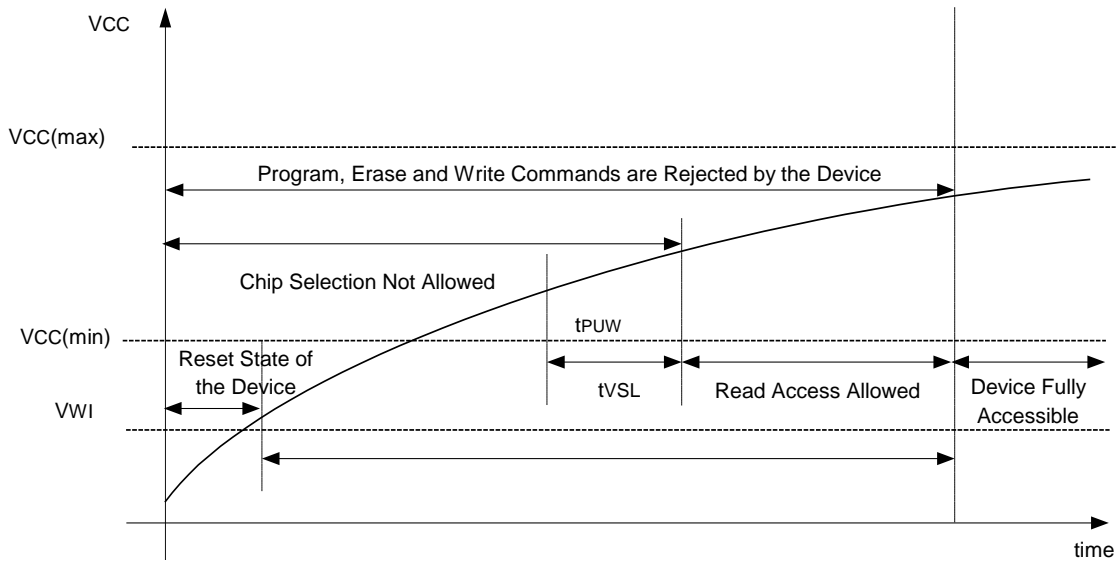 VCC
VCC(max)
Program, Erase and Write Commands are Rejected by the Device
Chip Selection Not Allowed
VCC(min)
tPUW
Reset State of
the Device
tVSL
Read Access Allowed
Device Fully
Accessible
VWI
time